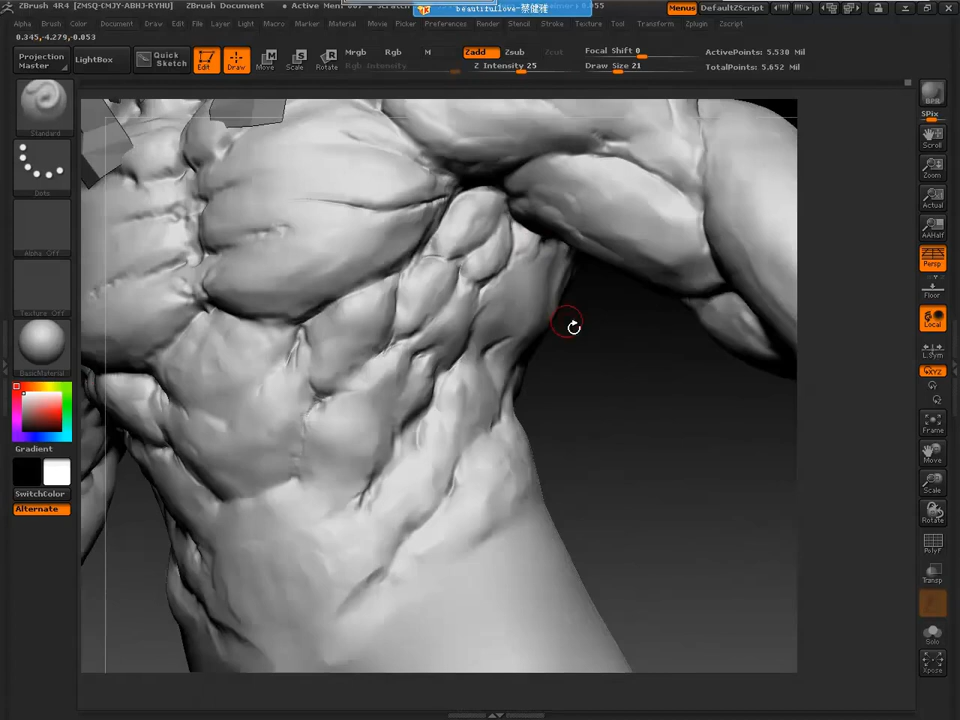 ZBrush 4R4 [ZMSQ-CMJY-ABHJ-RYHU]
ZBrush Document
beautifullove-蔡健雅
Menus
DefaultZScript
Alpha
Brush
Color
Document
Draw
Edit
File
Layer
Light
Macro
Marker
Material
Movie
Picker
Preferences
Render
Stencil
Stroke
Texture
Tool
Transform
Zplugin
Zscript
0.345,-4.279,-0.053
Projection Master
LightBox
Quick Sketch
Edit
Draw
Move
Scale
Rotate
Mrgb
Rgb
M
Rgb Intensity
Zadd
Zsub
Zcut
Z Intensity 25
Focal Shift 0
Draw Size 21
ActivePoints: 5.530 Mil
TotalPoints: 5.652 Mil
Standard
Dots
Alpha Off
Texture Off
BasicMaterial
Gradient
SwitchColor
Alternate
BPR
SPix
Scroll
Zoom
Actual
AAHalf
Persp
Floor
Local
L.Sym
XYZ
Frame
Move
Scale
Rotate
PolyF
Transp
Solo
Xpose